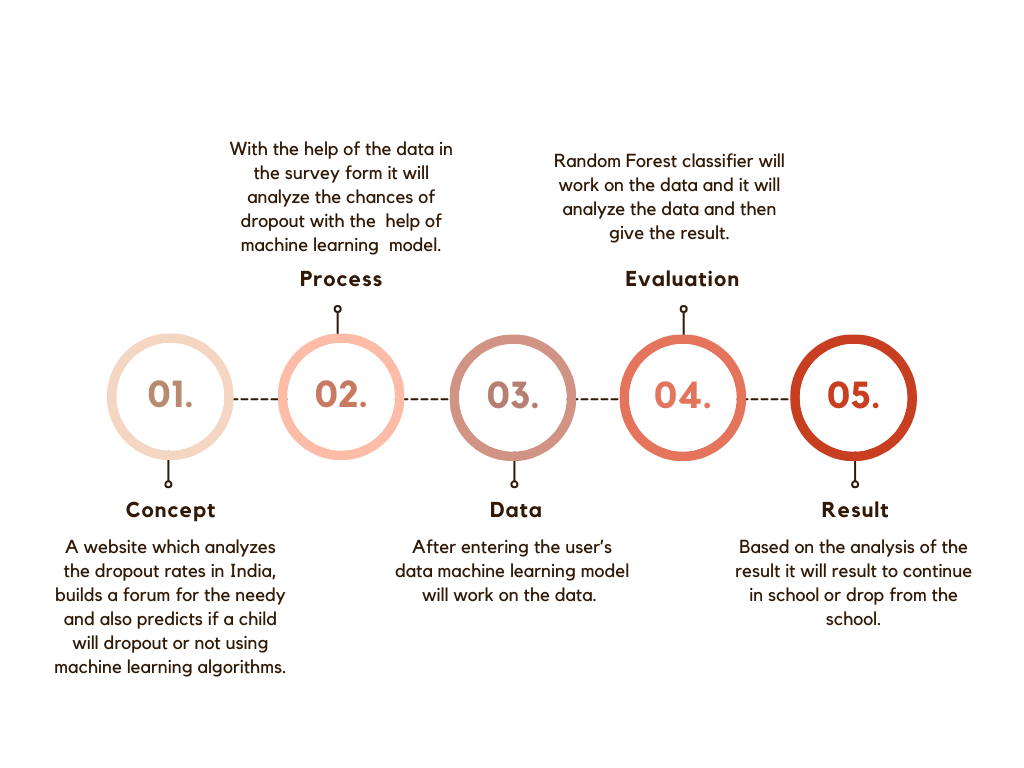 With the help of the data in
the survey form it will
analyze the chances of
dropout with the  help of
machine learning  model.
Process
Random Forest classifier will
work on the data and it will
analyze the data and then
give the result.
Evaluation
01.
02.
03.
04.
05.
Concept
A website which analyzes
the dropout rates in India,
builds a forum for the needy
and also predicts if a child
will dropout or not using
machine learning algorithms.
Data
After entering the user’s
data machine learning model
will work on the data.
Result
Based on the analysis of the
result it will result to continue
in school or drop from the
school.